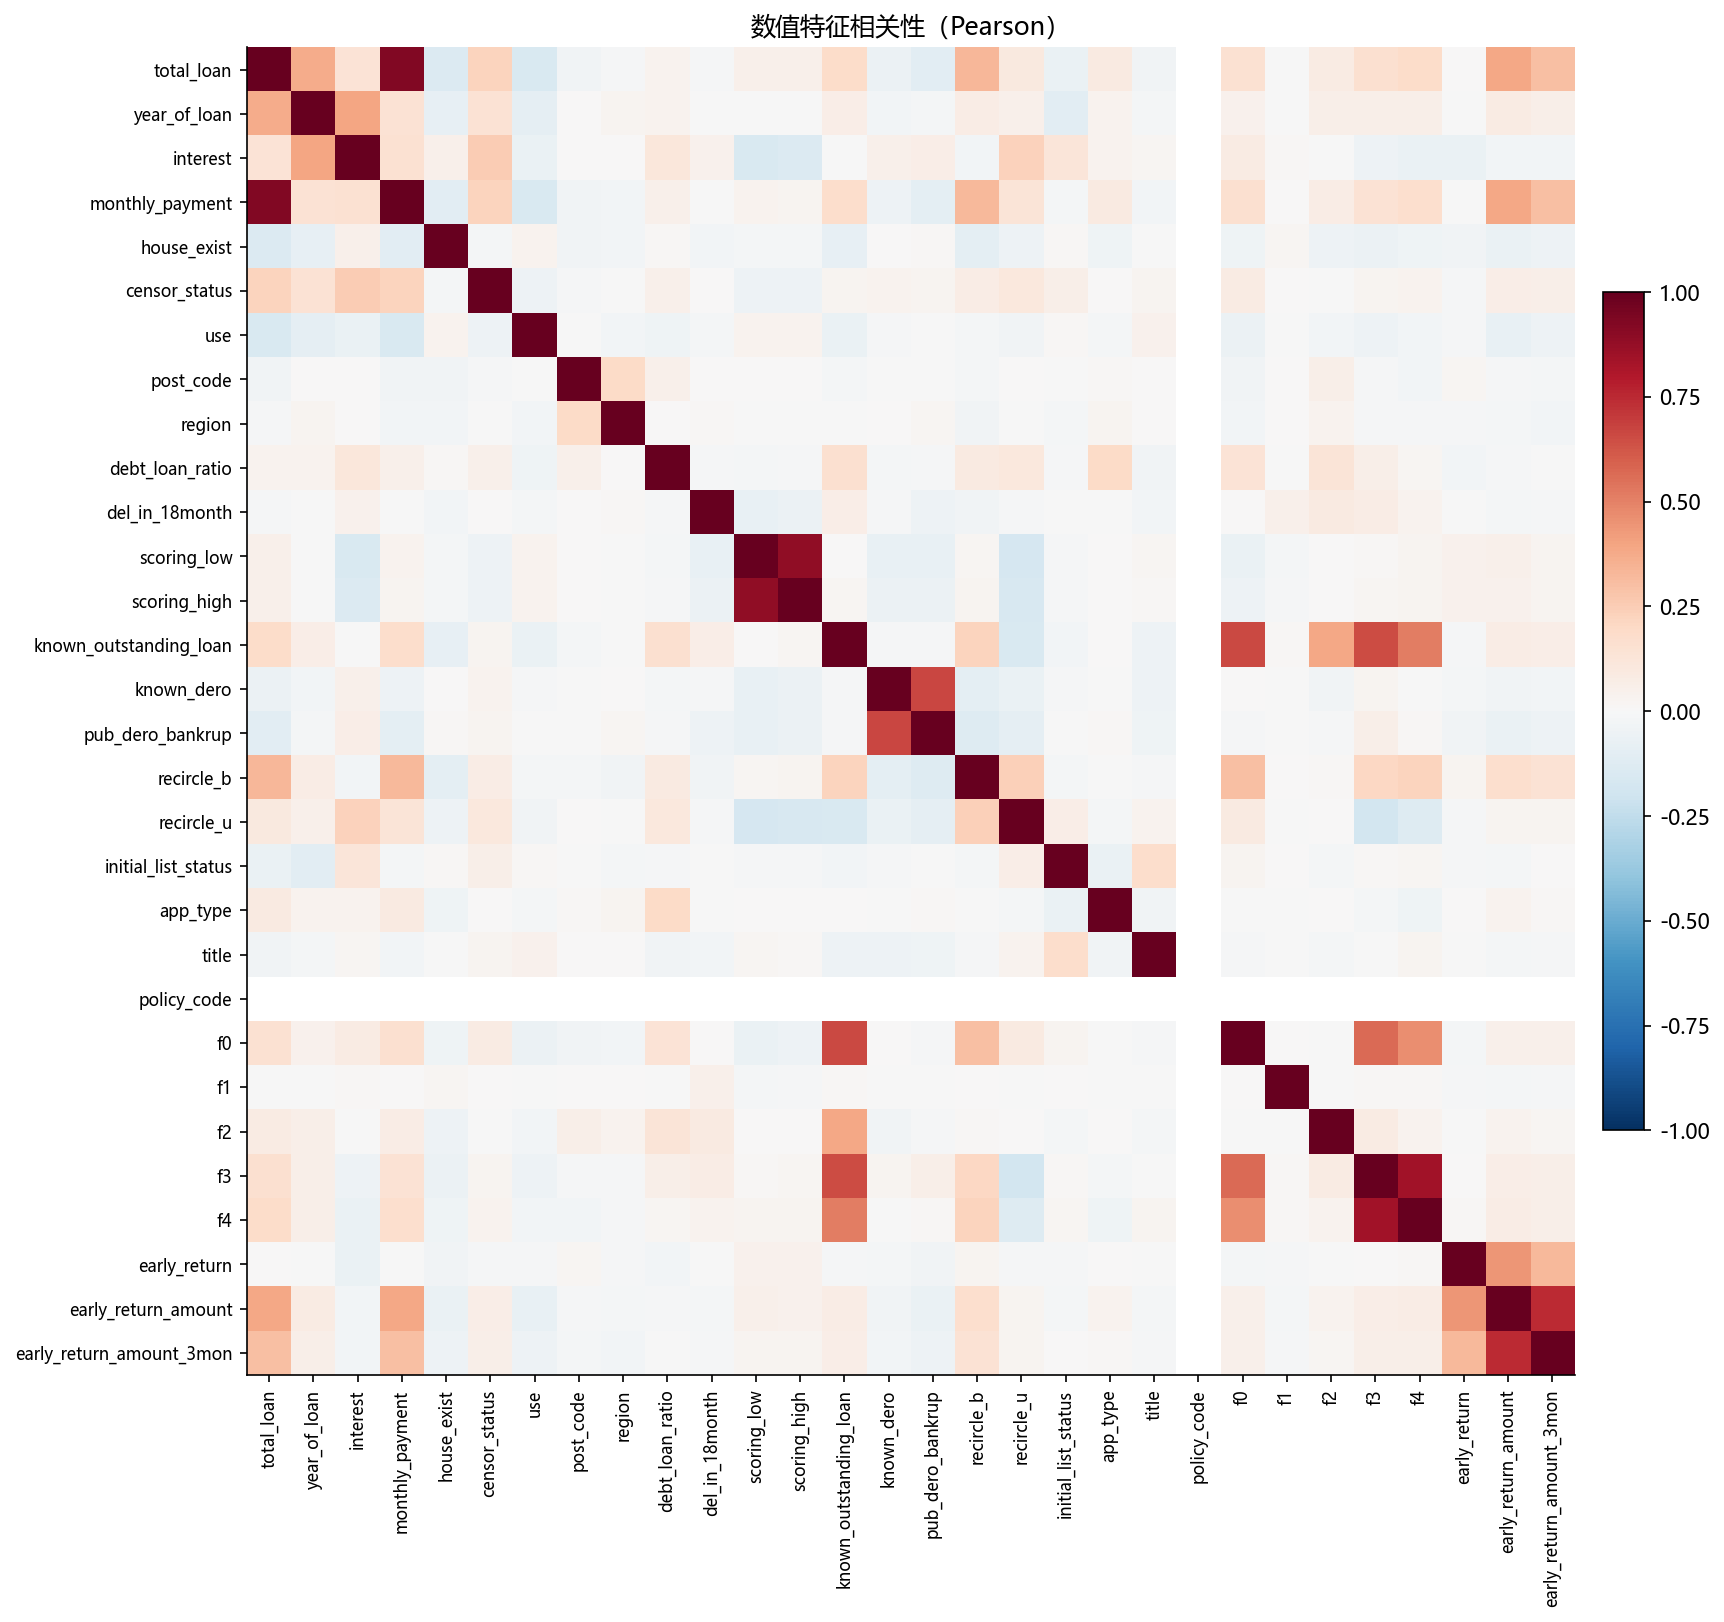 数值特征相关性（Pearson）
total_loan
year_of_loan
interest
monthly_payment
house_exist
censor_status
use
post_code
region
debt_loan_ratio
del_in_18month
scoring_low
scoring_high
known_outstanding_loan
known_dero
pub_dero_bankrup
recircle_b
recircle_u
initial_list_status
app_type
title
policy_code
f0
f1
f2
f3
f4
early_return
early_return_amount
early_return_amount_3mon
total_loan
year_of_loan
interest
monthly_payment
house_exist
censor_status
use
post_code
region
debt_loan_ratio
del_in_18month
scoring_low
scoring_high
known_outstanding_loan
known_dero
pub_dero_bankrup
recircle_b
recircle_u
initial_list_status
app_type
title
policy_code
f0
f1
f2
f3
f4
early_return
early_return_amount
early_return_amount_3mon
1.00
0.75
0.50
0.25
0.00
-0.25
-0.50
-0.75
-1.00